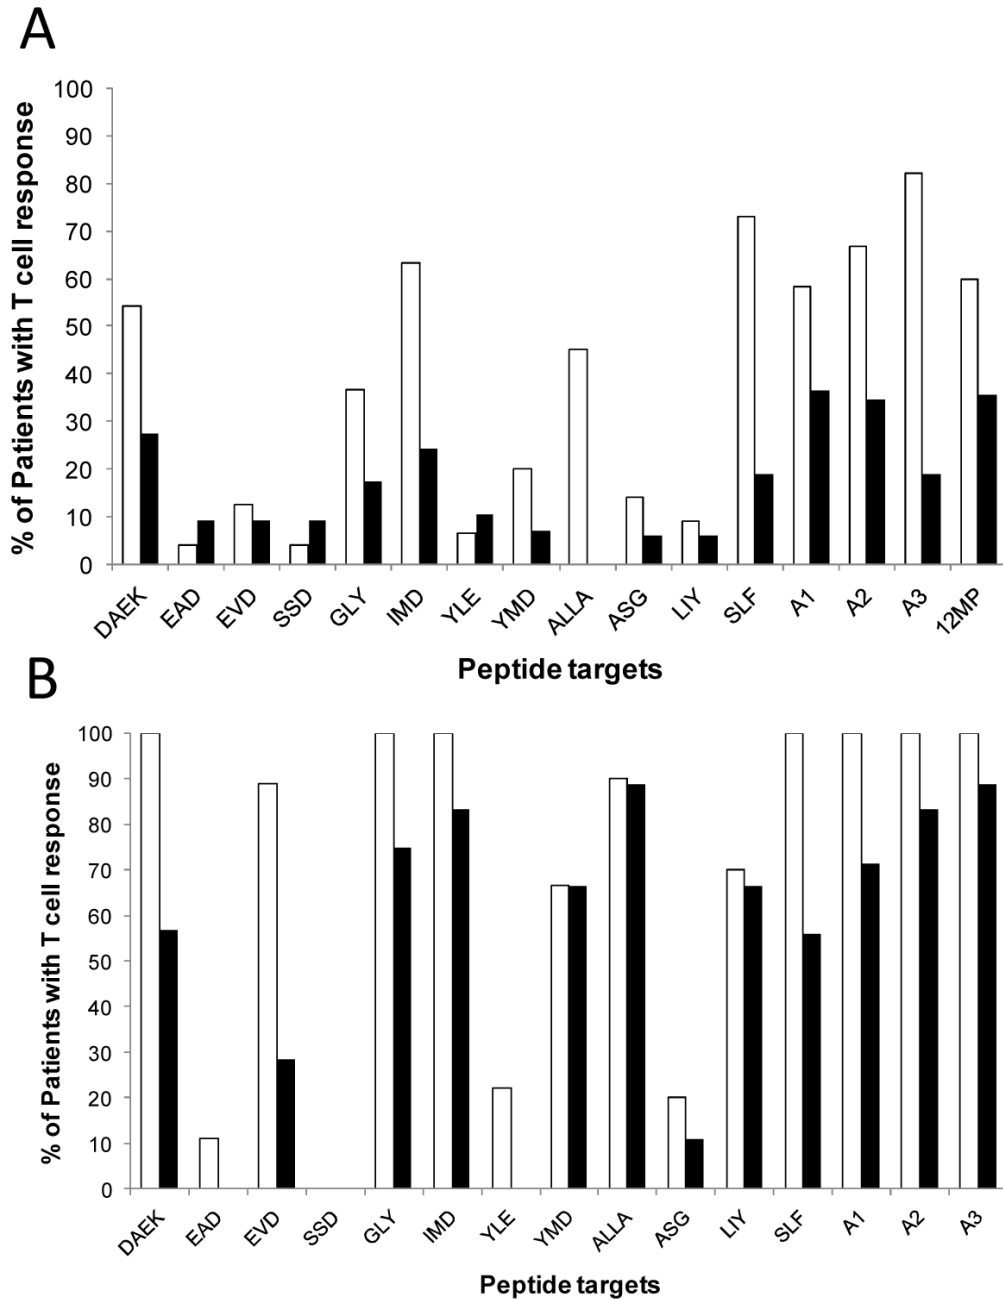 A
% of Patients with T cell response
100
90
80
70
60
50
40
30
20
10
0
DAEK EAD EVD SSD GLY IMD YLE YMD ALLA ASG LIY SLF A1 A2 A3 12MP
Peptide targets
B
% of Patients with T cell response
100
90
80
70
60
50
40
30
20
10
0
DAEK EAD EVD SSD GLY IMD YLE YMD ALLA ASG LIY SLF A1 A2 A3
Peptide targets